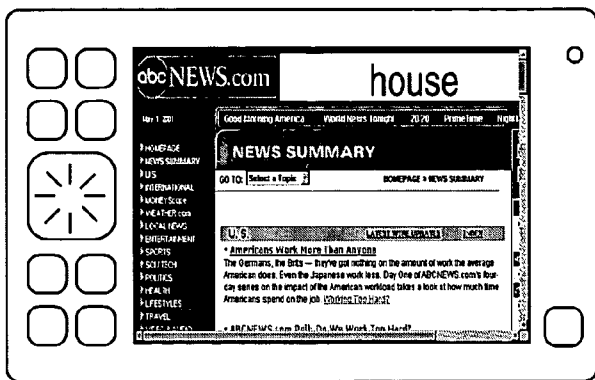 abc NEWS.com
house
May 1, 2001
Good Morning America World News Tonight 20/20 PrimeTime Night
HOMEPAGE
NEWS SUMMARY
U.S.
INTERNATIONAL
MONEYScope
WEATHER.com
LOCAL NEWS
ENTERTAINMENT
SPORTS
SCI / TECH
POLITICS
HEALTH
LIFESTYLES
TRAVEL
NEWS SUMMARY
GO TO: Select a Topic
HOMEPAGE > NEWS SUMMARY
U.S. LATEST WIRE UPDATES INDEX
• Americans Work More Than Anyone
The Germans, the Brits — they've got nothing on the amount of work the average
American does. Even the Japanese work less. Day One of ABCNEWS.com's four-
day series on the impact of the American workload takes a look at how much time
Americans spend on the job. Working Too Hard?
• ABCNEWS.com Poll: Do We Work Too Hard?